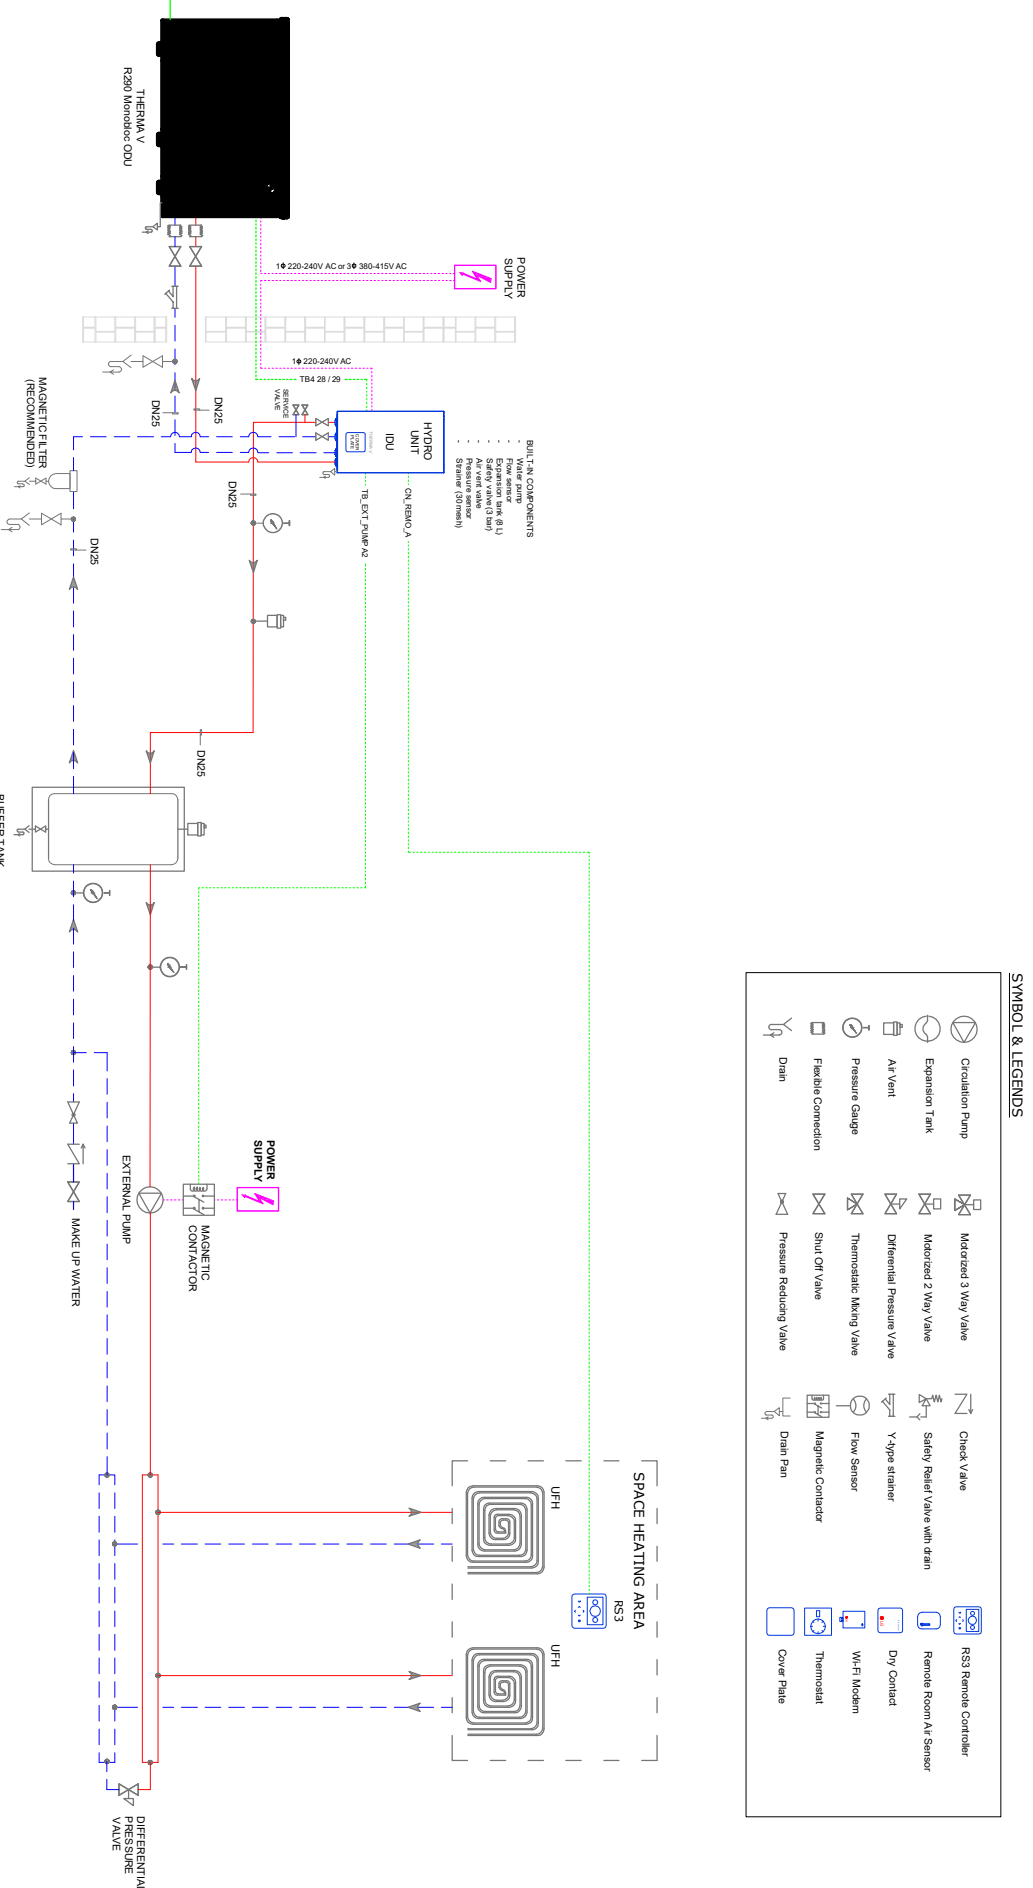 SYMBOL & LEGENDS
Circulation Pump
Expansion Tank
Air Vent
Pressure Gauge
Flexible Connection
Drain
Motorized 3 Way Valve
Motorized 2 Way Valve
Differential Pressure Valve
Thermostatic Mixing Valve
Shut Off Valve
Pressure Reducing Valve
Check Valve
Safety Relief Valve with drain
Y-type strainer
Flow Sensor
Magnetic Contactor
Drain Pan
RS3 Remote Controller
Remote Room Air Sensor
Dry Contact
Wi-Fi Modem
Thermostat
Cover Plate
THERMA V
R290 Monobloc ODU
POWER
SUPPLY
1Φ 220-240V AC or 3Φ 380-415V AC
1Φ 220-240V AC
TB4 28 / 29
BUILT-IN COMPONENTS
- Water pump
- Flow sensor
- Expansion tank (8 L)
- Safety valve (3 bar)
- Air vent valve
- Pressure sensor
- Strainer (30 mesh)
HYDRO
UNIT
IDU
THERMA V
COVER
PLATE
SERVICE
VALVE
CN_REMO_A
TB_EXT_PUMP A2
DN25
DN25
DN25
DN25
DN25
MAGNETIC FILTER
(RECOMMENDED)
BUFFER TANK
POWER
SUPPLY
MAGNETIC
CONTACTOR
EXTERNAL PUMP
MAKE UP WATER
SPACE HEATING AREA
UFH
RS3
UFH
DIFFERENTIAL
PRESSURE
VALVE